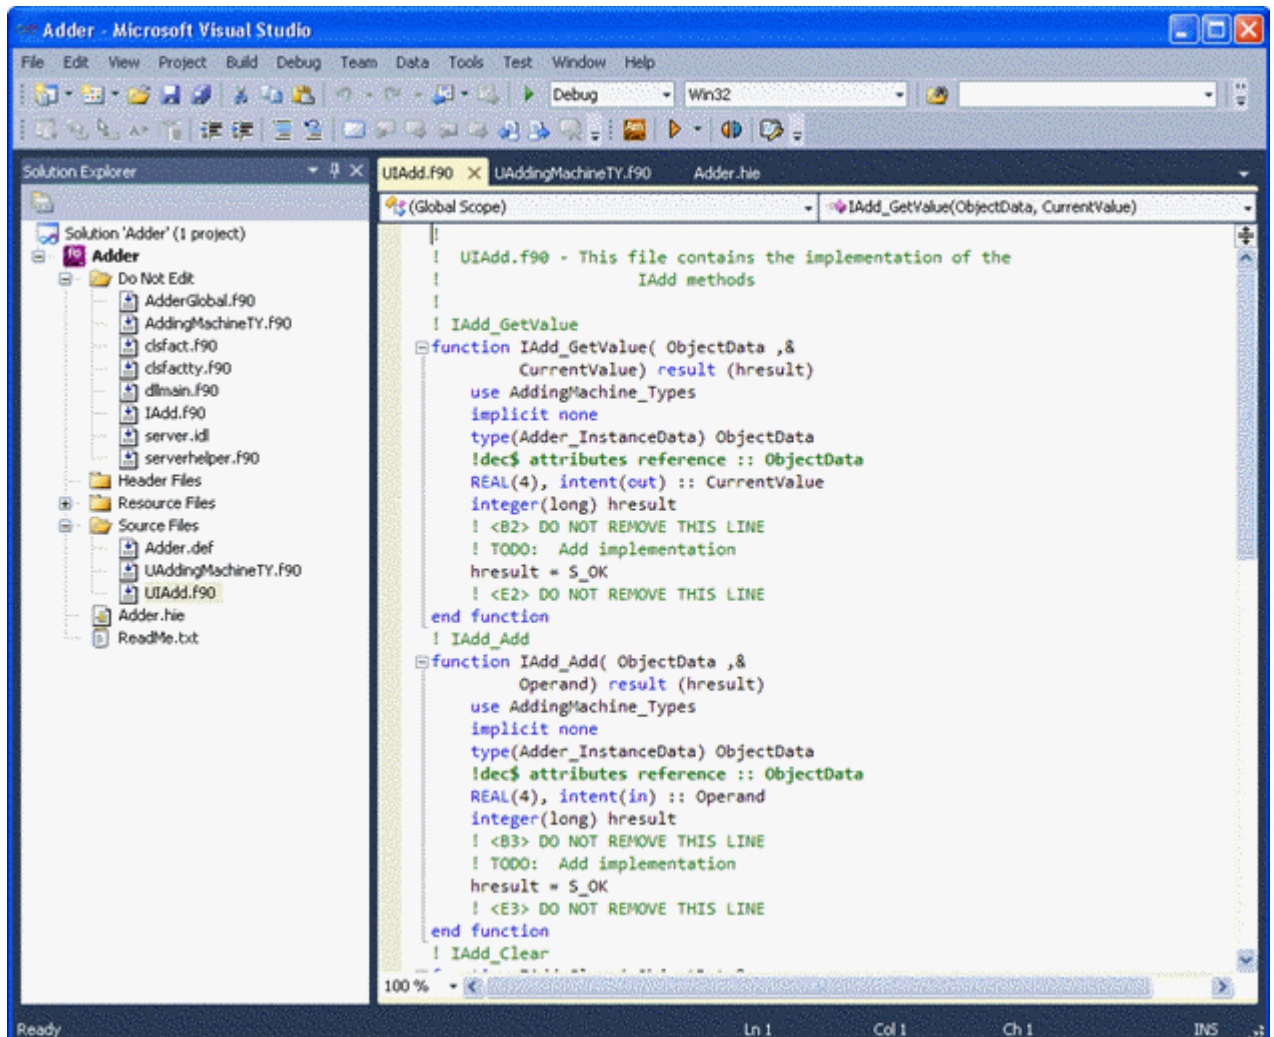 Adder - Microsoft Visual Studio
File Edit View Project Build Debug Team Data Tools Test Window Help
Debug Win32
Solution Explorer
UIAdd.f90 UAddingMachineTY.f90 Adder.hie
(Global Scope) IAdd_GetValue(ObjectData, CurrentValue)
Solution 'Adder' (1 project)
Adder
Do Not Edit
AdderGlobal.f90
AddingMachineTY.f90
clsfact.f90
clsfactty.f90
dllmain.f90
IAdd.f90
server.idl
serverhelper.f90
Header Files
Resource Files
Source Files
Adder.def
UAddingMachineTY.f90
UIAdd.f90
Adder.hie
ReadMe.txt
!
! UIAdd.f90 - This file contains the implementation of the
! IAdd methods
!
! IAdd_GetValue
function IAdd_GetValue( ObjectData ,&
CurrentValue) result (hresult)
use AddingMachine_Types
implicit none
type(Adder_InstanceData) ObjectData
!dec$ attributes reference :: ObjectData
REAL(4), intent(out) :: CurrentValue
integer(long) hresult
! <B2> DO NOT REMOVE THIS LINE
! TODO: Add implementation
hresult = S_OK
! <E2> DO NOT REMOVE THIS LINE
end function
! IAdd_Add
function IAdd_Add( ObjectData ,&
Operand) result (hresult)
use AddingMachine_Types
implicit none
type(Adder_InstanceData) ObjectData
!dec$ attributes reference :: ObjectData
REAL(4), intent(in) :: Operand
integer(long) hresult
! <B3> DO NOT REMOVE THIS LINE
! TODO: Add implementation
hresult = S_OK
! <E3> DO NOT REMOVE THIS LINE
end function
! IAdd_Clear
100 %
Ready Ln 1 Col 1 Ch 1 INS